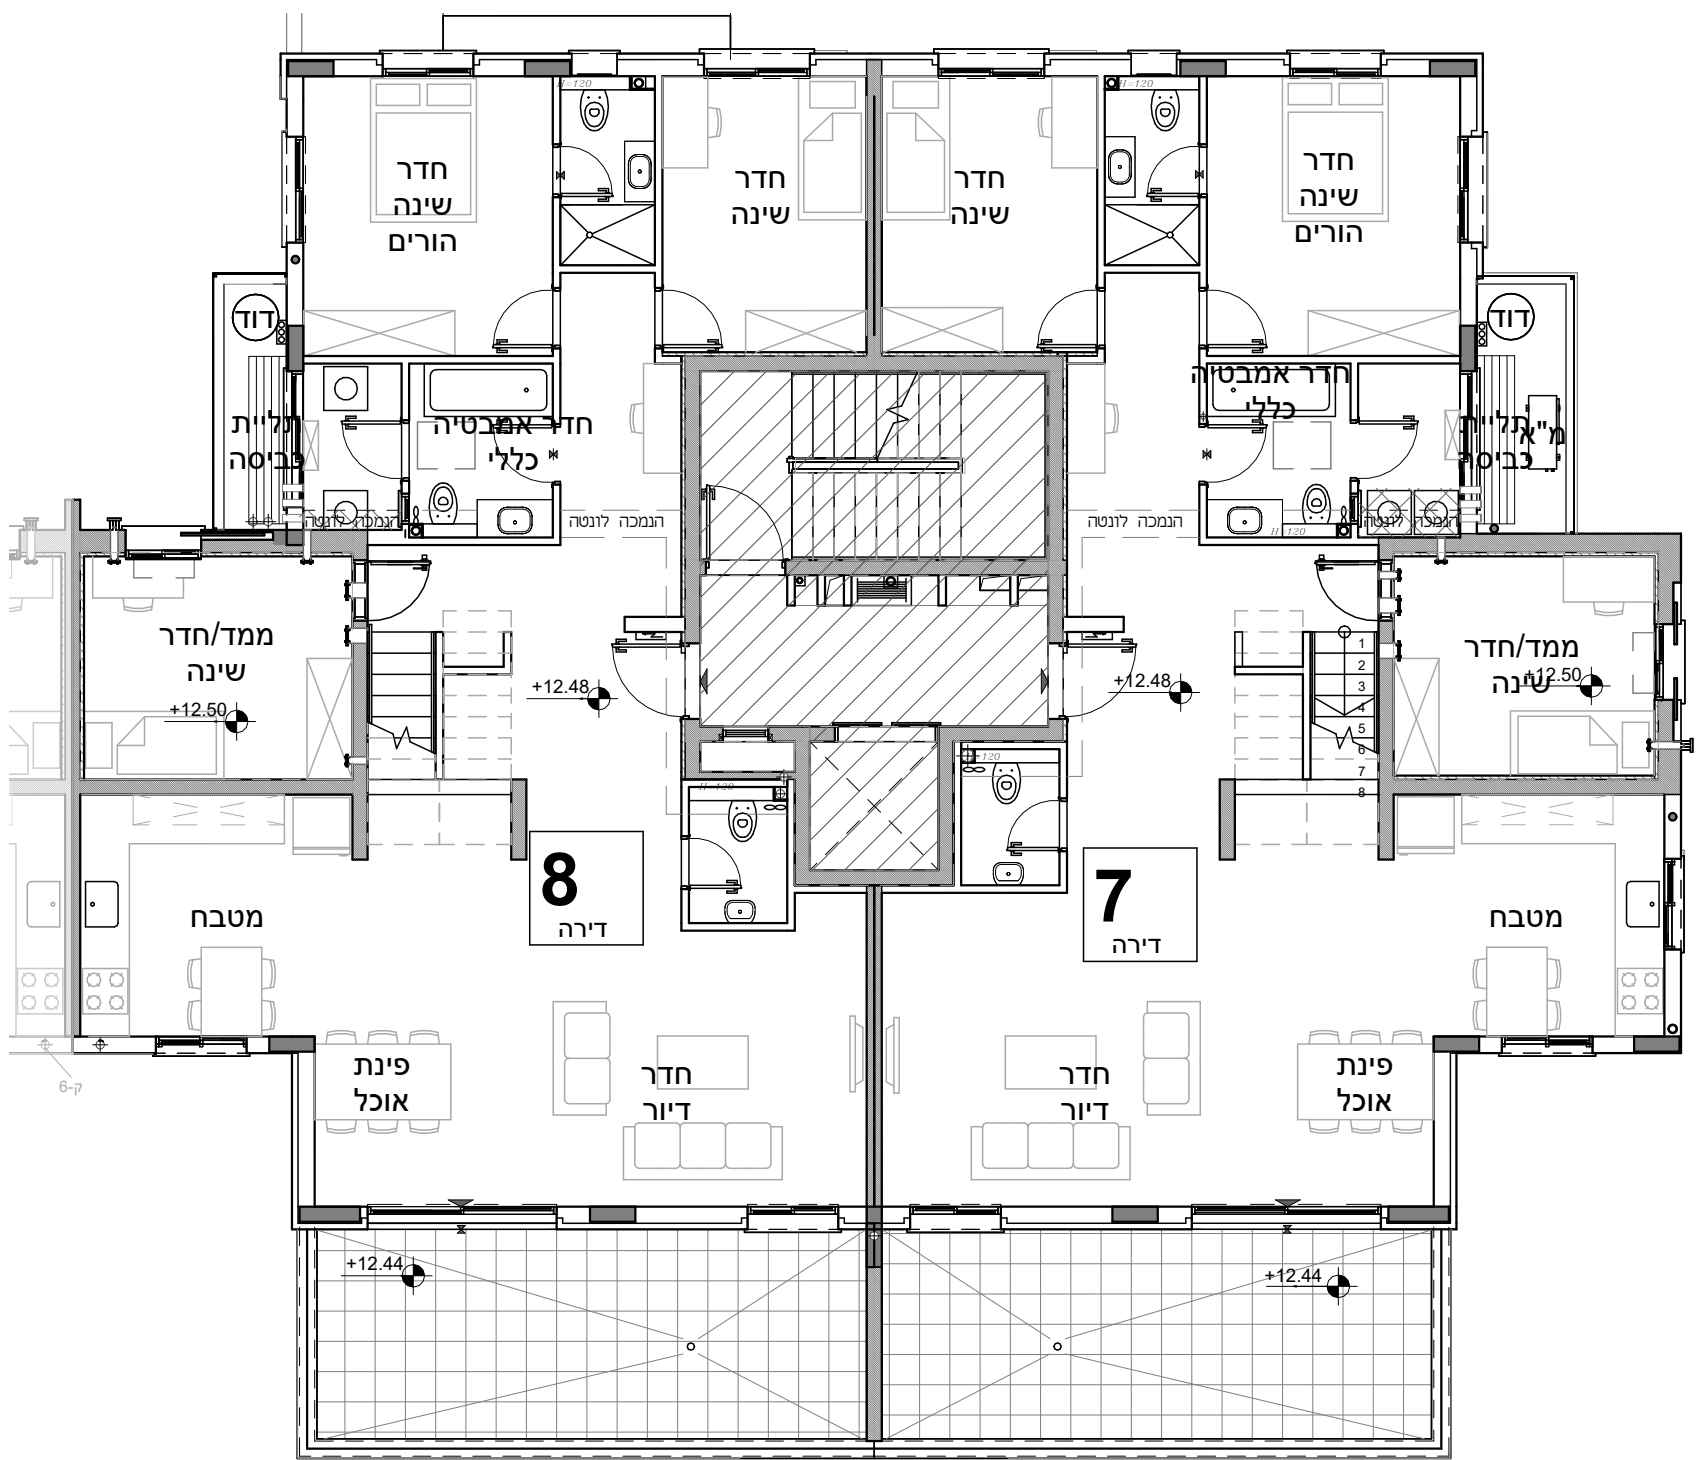 H=120
H=120
חדר
שינה
הורים
חדר
שינה
חדר
שינה
חדר
שינה
הורים
דוד
דוד
תליית
כביסה
חדר אמבטיה
כללי
חדר אמבטיה
כללי
תליית
כביסה
מ"א
הנמכה לונטה
הנמכה לונטה
הנמכה לונטה
הנמכה לונטה
H=120
ממד/חדר
שינה
+12.50
+12.48
+12.48
1
2
3
4
5
6
7
8
ממד/חדר
שינה
+12.50
H=120
120
8
דירה
7
דירה
מטבח
מטבח
ק-6
פינת
אוכל
חדר
דיור
חדר
דיור
פינת
אוכל
+12.44
+12.44